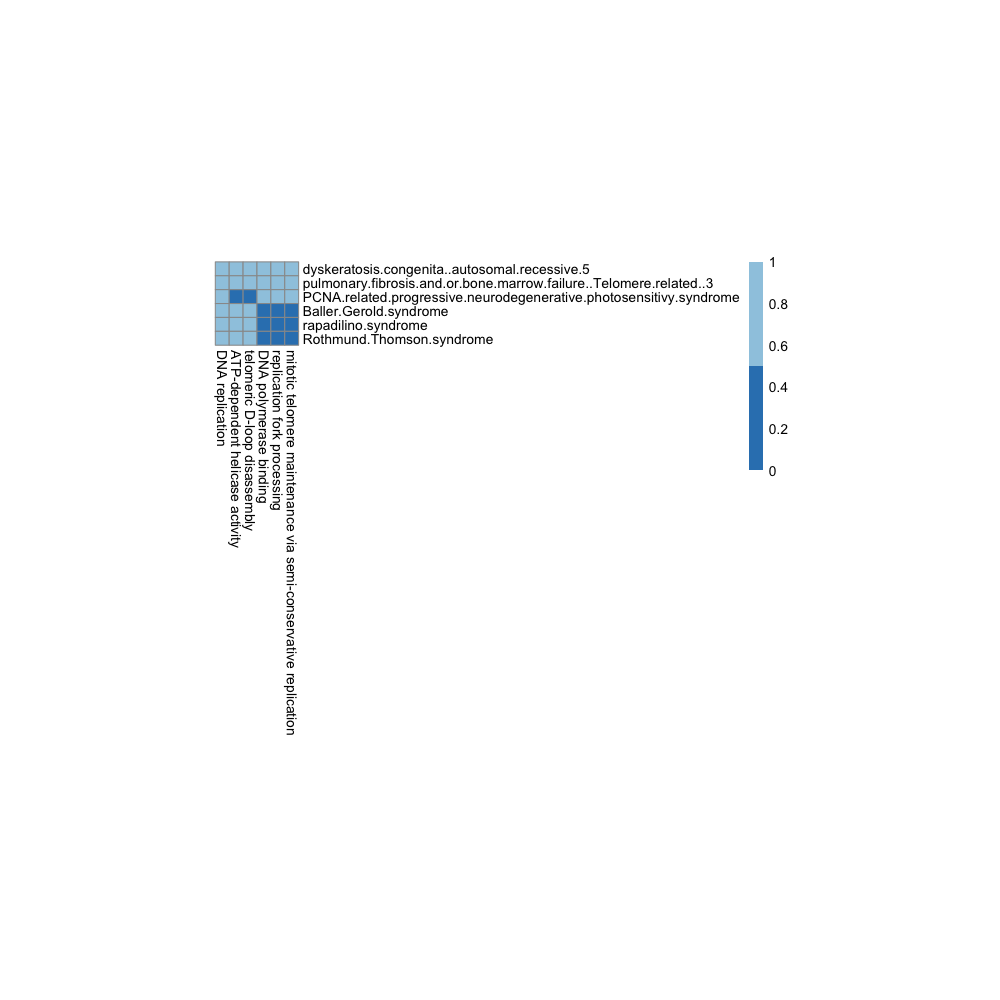 dyskeratosis.congenita..autosomal.recessive.5
pulmonary.fibrosis.and.or.bone.marrow.failure..Telomere.related..3
PCNA.related.progressive.neurodegenerative.photosensitivy.syndrome
Baller.Gerold.syndrome
rapadilino.syndrome
Rothmund.Thomson.syndrome
1
0.8
0.6
0.4
0.2
0
DNA replication
ATP-dependent helicase activity
telomeric D-loop disassembly
DNA polymerase binding
replication fork processing
mitotic telomere maintenance via semi-conservative replication